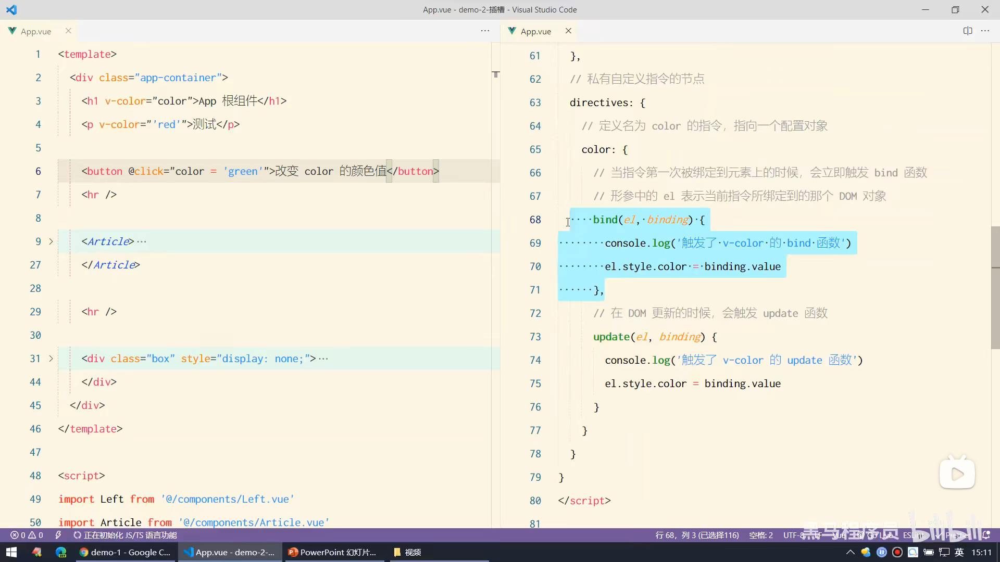 App.vue - demo-2-插槽 - Visual Studio Code
App.vue
1 <template>
2 <div class="app-container">
3 <h1 v-color="color">App 根组件</h1>
4 <p v-color="'red'">测试</p>
5
6 <button @click="color = 'green'">改变 color 的颜色值</button>
7 <hr />
8
9 <Article>···
27 </Article>
28
29 <hr />
30
31 <div class="box" style="display: none;">···
44 </div>
45 </div>
46 </template>
47
48 <script>
49 import Left from '@/components/Left.vue'
50 import Article from '@/components/Article.vue'
App.vue
61 },
62 // 私有自定义指令的节点
63 directives: {
64 // 定义名为 color 的指令，指向一个配置对象
65 color: {
66 // 当指令第一次被绑定到元素上的时候，会立即触发 bind 函数
67 // 形参中的 el 表示当前指令所绑定到的那个 DOM 对象
68 bind(el, binding) {
69 console.log('触发了 v-color 的 bind 函数')
70 el.style.color = binding.value
71 },
72 // 在 DOM 更新的时候，会触发 update 函数
73 update(el, binding) {
74 console.log('触发了 v-color 的 update 函数')
75 el.style.color = binding.value
76 }
77 }
78 }
79 }
80 </script>
81
0 0 正在初始化 JS/TS 语言功能
行 68，列 3 (已选择116) 空格: 2 UTF-8 LF Vue Go Live ESLint Prettier
黑马程序员 bilibili
demo-1 - Google C... App.vue - demo-2-... PowerPoint 幻灯片... 视频
英 15:11